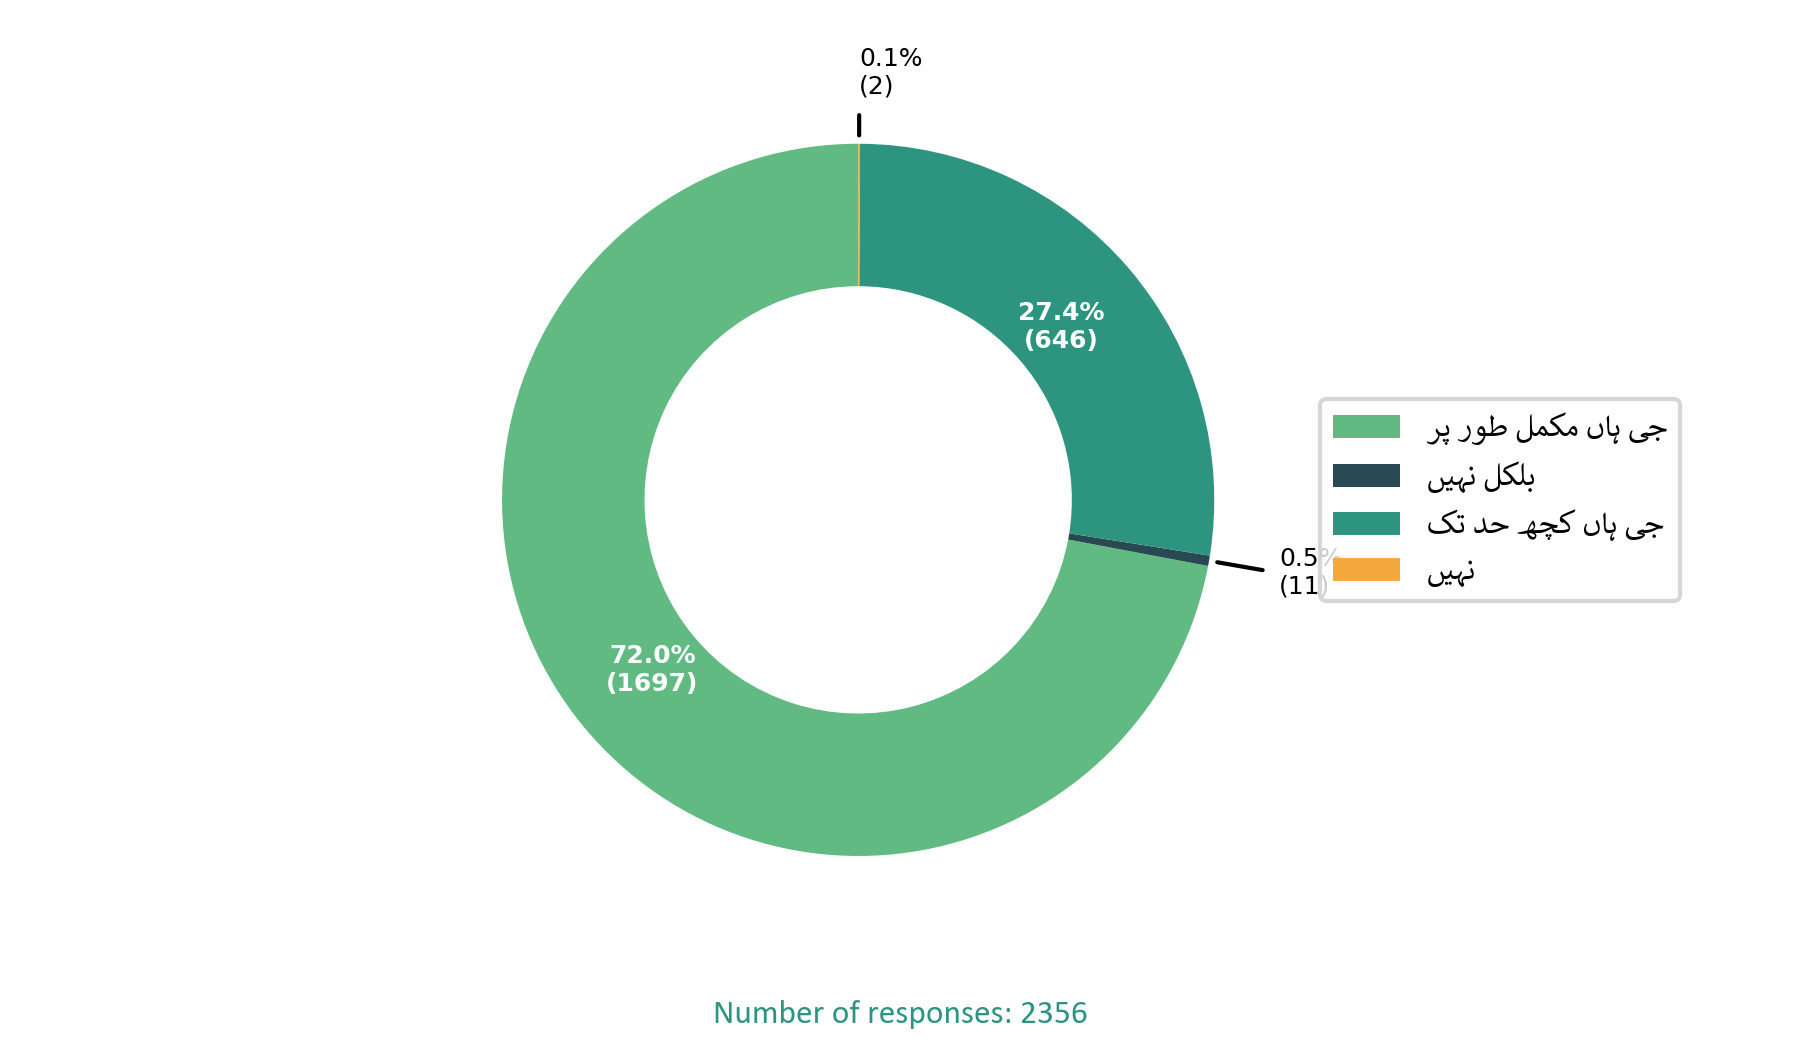 0.1%
(2)
27.4%
(646)
جی ہاں مکمل طور پر
بلکل نہیں
جی ہاں کچھ حد تک
نہیں
0.5%
(11)
72.0%
(1697)
Number of responses: 2356